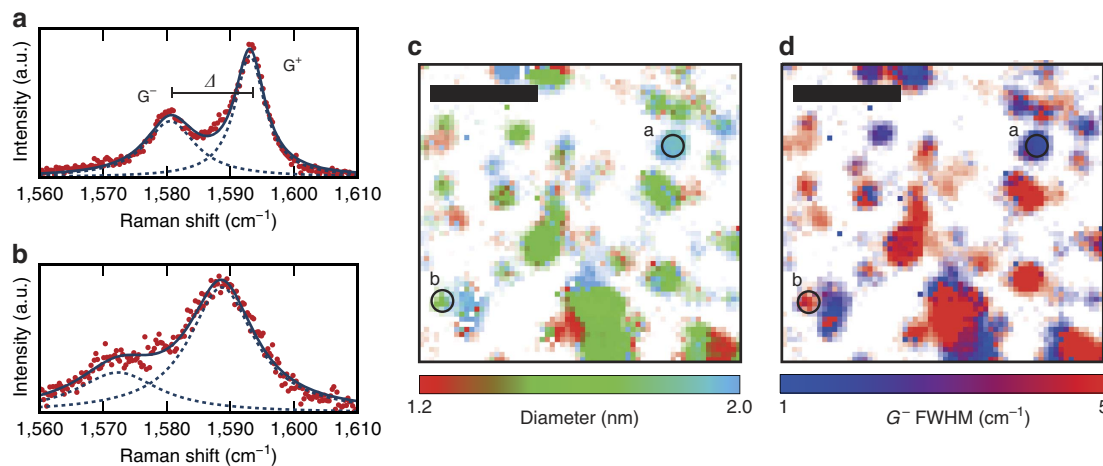 a
Intensity (a.u.)
G⁻
Δ
G⁺
1,560 1,570 1,580 1,590 1,600 1,610
Raman shift (cm⁻¹)
b
Intensity (a.u.)
1,560 1,570 1,580 1,590 1,600 1,610
Raman shift (cm⁻¹)
c
a
b
1.2 2.0
Diameter (nm)
d
a
b
1 5
G⁻ FWHM (cm⁻¹)